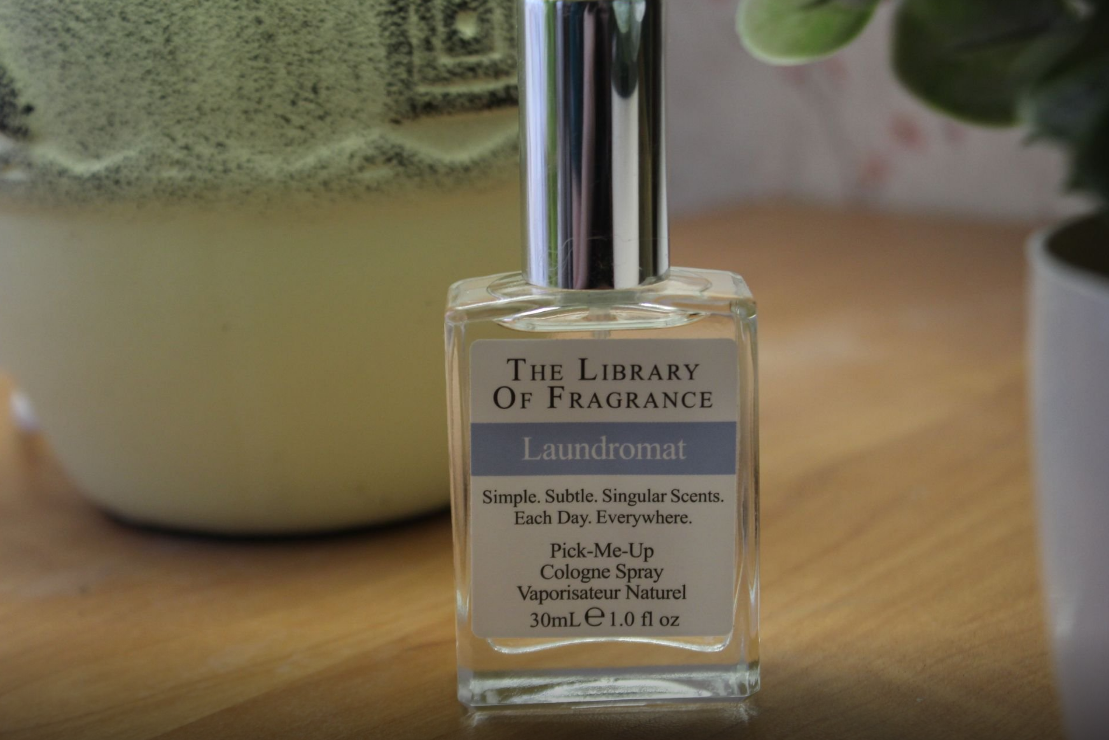 The Library
Of Fragrance
Laundromat
Simple. Subtle. Singular Scents.
Each Day. Everywhere.
Pick-Me-Up
Cologne Spray
Vaporisateur Naturel
30mL ℮ 1.0 fl oz